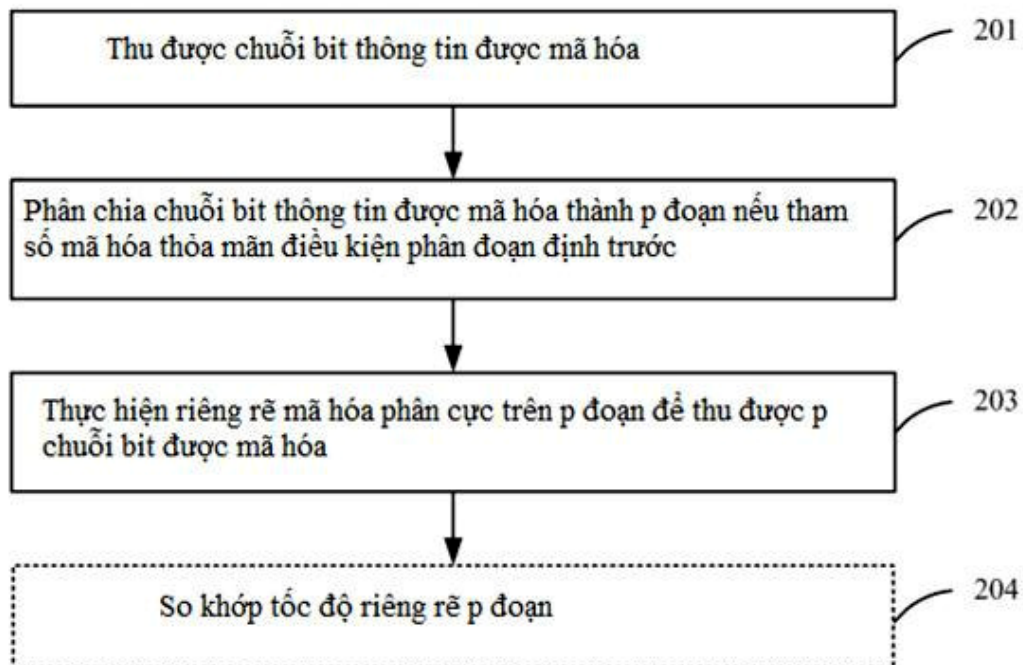 Thu được chuỗi bit thông tin được mã hóa
201
Phân chia chuỗi bit thông tin được mã hóa thành p đoạn nếu tham
số mã hóa thỏa mãn điều kiện phân đoạn định trước
202
Thực hiện riêng rẽ mã hóa phân cực trên p đoạn để thu được p
chuỗi bit được mã hóa
203
So khớp tốc độ riêng rẽ p đoạn
204